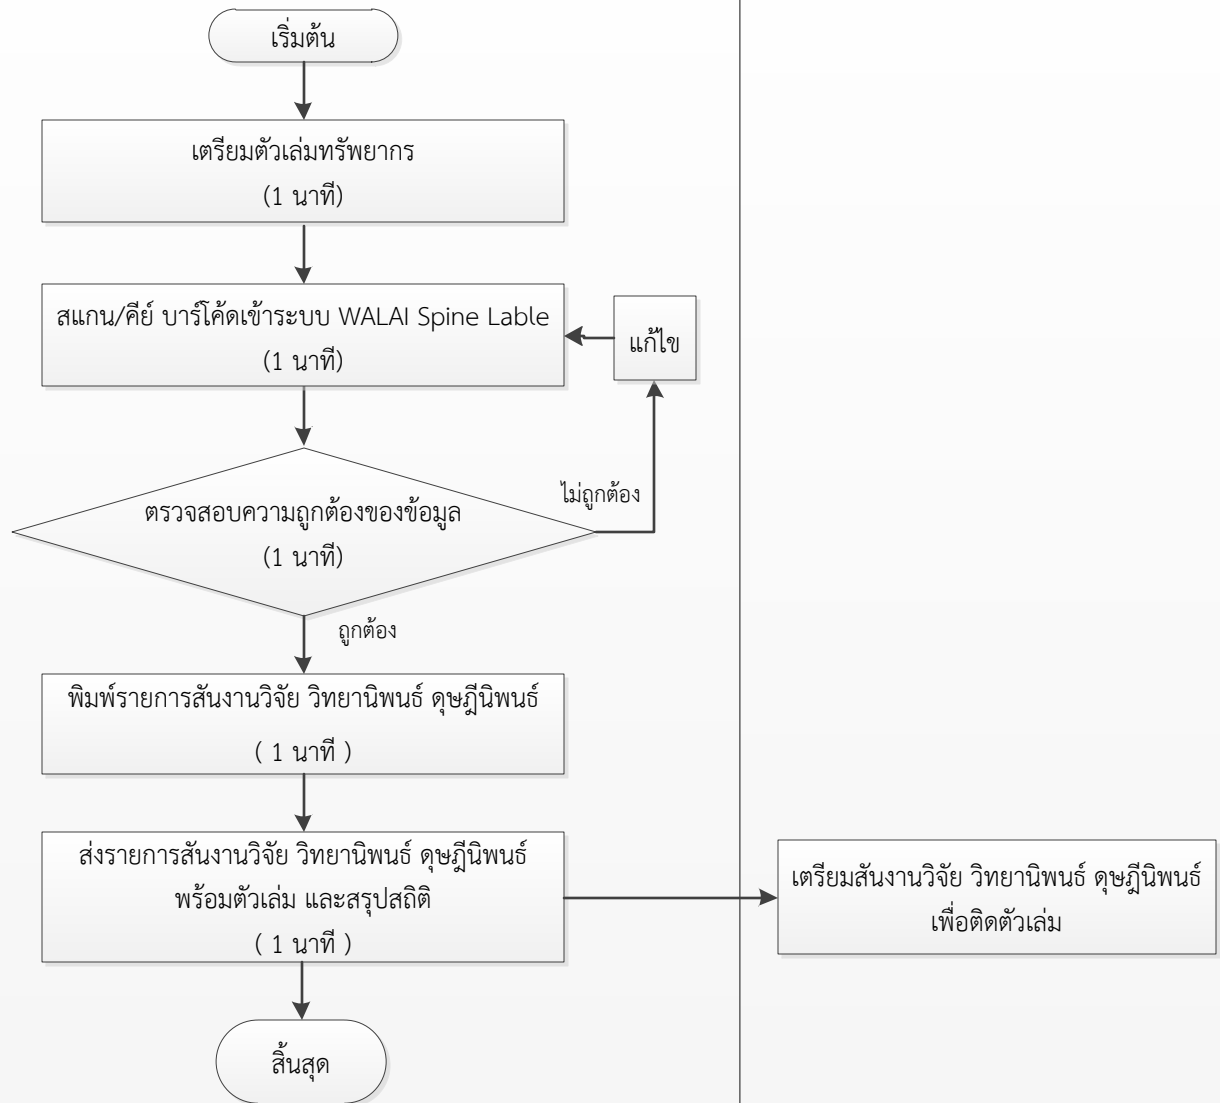 เริ่มต้น
เตรียมตัวเล่มทรัพยากร
(1 นาที)
สแกน/คีย์ บาร์โค้ดเข้าระบบ WALAI Spine Lable
(1 นาที)
แก้ไข
ตรวจสอบความถูกต้องของข้อมูล
(1 นาที)
ไม่ถูกต้อง
ถูกต้อง
พิมพ์รายการสันงานวิจัย วิทยานิพนธ์ ดุษฎีนิพนธ์
( 1 นาที )
ส่งรายการสันงานวิจัย วิทยานิพนธ์ ดุษฎีนิพนธ์
พร้อมตัวเล่ม และสรุปสถิติ
( 1 นาที )
เตรียมสันงานวิจัย วิทยานิพนธ์ ดุษฎีนิพนธ์
เพื่อติดตัวเล่ม
สิ้นสุด